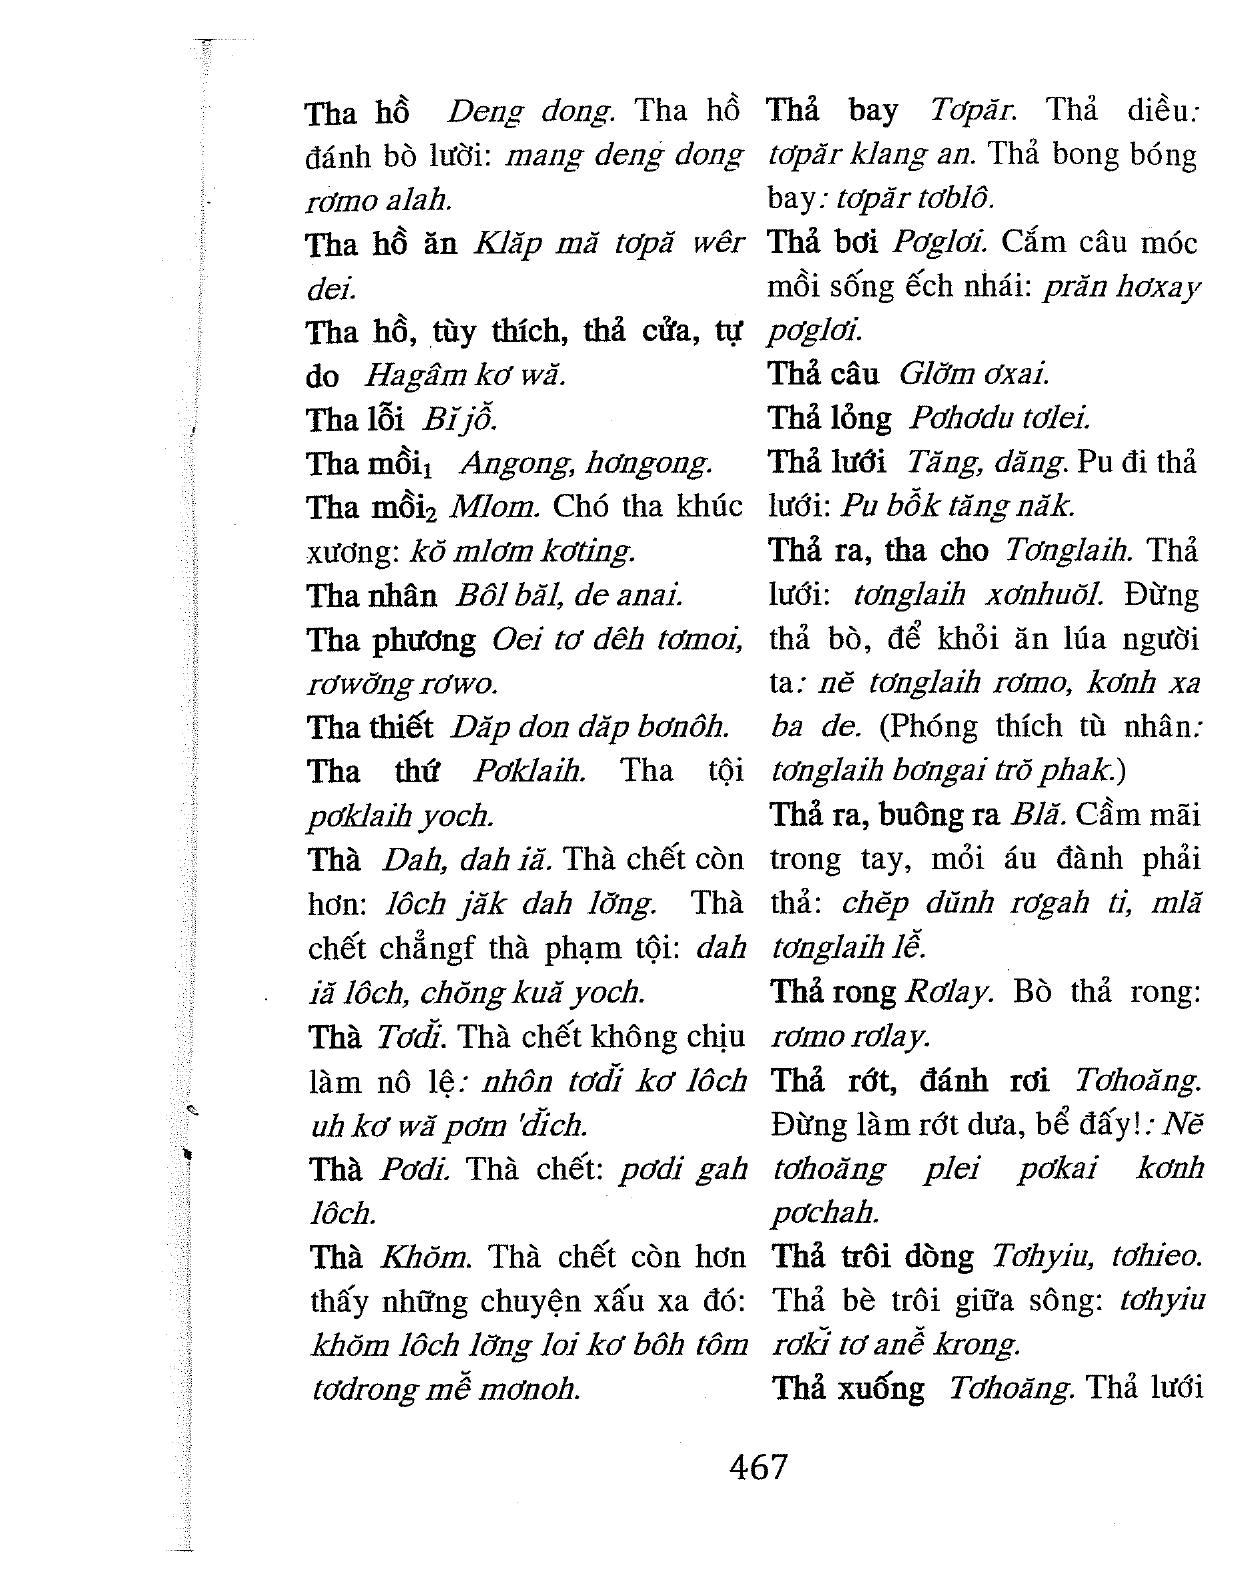 Tha hồ Deng dong. Tha hồ
đánh bò lười: mang deng dong
rơmo alah.
Tha hồ ăn Klăp mă tơpă wêr
dei.
Tha hồ, tùy thích, thả cửa, tự
do Hagâm kơ wă.
Tha lỗi Bĭ jỗ.
Tha mồi₁ Angong, hơngong.
Tha mồi₂ Mlom. Chó tha khúc
xương: kŏ mlơm kơting.
Tha nhân Bôl băl, de anai.
Tha phương Oei tơ dêh tơmoi,
rơwơ̆ng rơwo.
Tha thiết Dăp don dăp bơnôh.
Tha thứ Pơklaih. Tha tội
pơklaih yoch.
Thà Dah, dah iă. Thà chết còn
hơn: lôch jăk dah lơ̆ng. Thà
chết chẳngf thà phạm tội: dah
iă lôch, chŏng kuă yoch.
Thà Tơdĭ. Thà chết không chịu
làm nô lệ: nhôn tơdĭ kơ lôch
uh kơ wă pơm 'dĭch.
Thà Pơdi. Thà chết: pơdi gah
lôch.
Thà Khŏm. Thà chết còn hơn
thấy những chuyện xấu xa đó:
khŏm lôch lơ̆ng loi kơ bôh tôm
tơdrong mê̆ mơnoh.
Thả bay Tơpăr. Thả diều:
tơpăr klang an. Thả bong bóng
bay: tơpăr tơblô.
Thả bơi Pơglơi. Cắm câu móc
mồi sống ếch nhái: prăn hơxay
pơglơi.
Thả câu Glơ̆m ơxai.
Thả lỏng Pơhơdu tơlei.
Thả lưới Tăng, dăng. Pu đi thả
lưới: Pu bô̆k tăng năk.
Thả ra, tha cho Tơnglaih. Thả
lưới: tơnglaih xơnhuŏl. Đừng
thả bò, để khỏi ăn lúa người
ta: nĕ tơnglaih rơmo, kơnh xa
ba de. (Phóng thích tù nhân:
tơnglaih bơngai trŏ phak.)
Thả ra, buông ra Blă. Cầm mãi
trong tay, mỏi áu đành phải
thả: chĕp dŭnh rơgah ti, mlă
tơnglaih lê̆.
Thả rong Rơlay. Bò thả rong:
rơmo rơlay.
Thả rớt, đánh rơi Tơhoăng.
Đừng làm rớt dưa, bể đấy!: Nĕ
tơhoăng plei pơkai kơnh
pơchah.
Thả trôi dòng Tơhyiu, tơhieo.
Thả bè trôi giữa sông: tơhyiu
rơkĭ tơ anê̆ krong.
Thả xuống Tơhoăng. Thả lưới
467